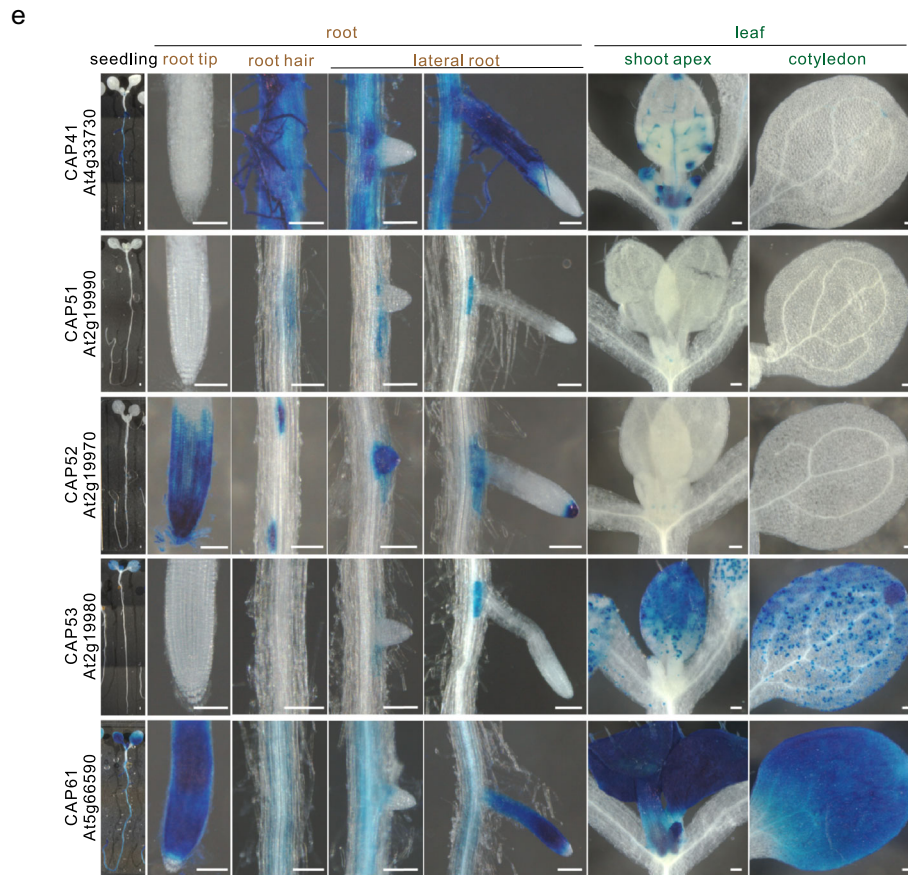 e
root
leaf
seedling root tip root hair lateral root shoot apex cotyledon
CAP41
At4g33730
CAP51
At2g19990
CAP52
At2g19970
CAP53
At2g19980
CAP61
At5g66590